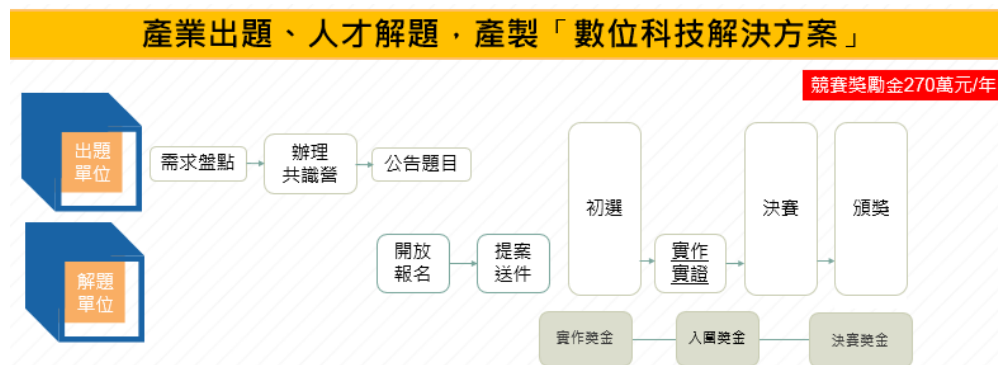 產業出題、人才解題，產製「數位科技解決方案」
競賽獎勵金270萬元/年
出題
單位
需求盤點
辦理
共識營
公告題目
初選
決賽
頒獎
開放
報名
提案
送件
實作
實證
解題
單位
實作獎金
入圍獎金
決賽獎金